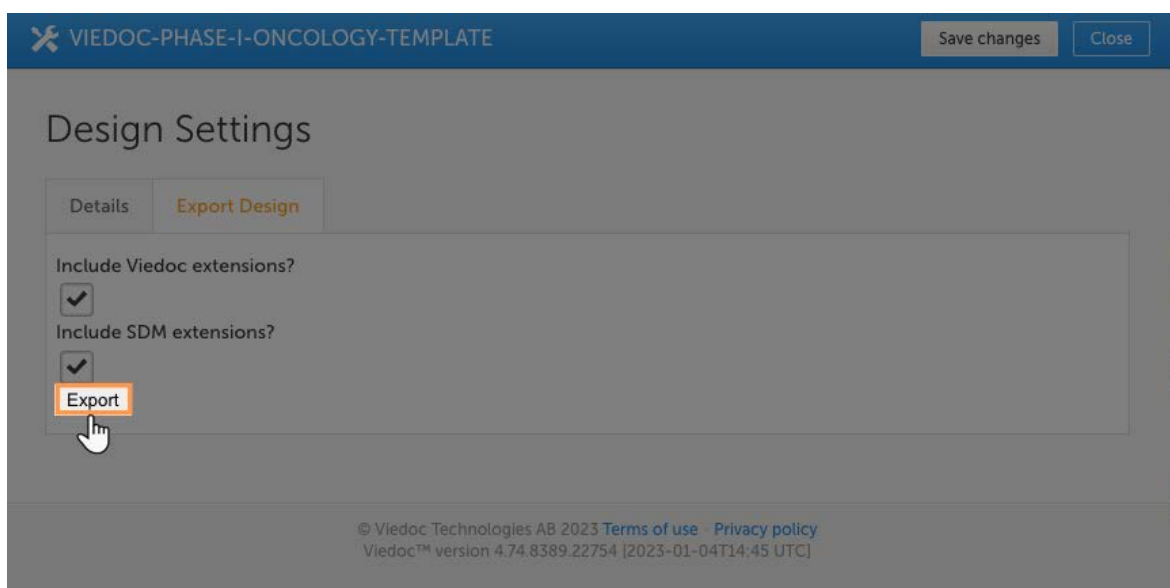 VIEDOC-PHASE-I-ONCOLOGY-TEMPLATE
Save changes
Close
Design Settings
Details
Export Design
Include Viedoc extensions?
Include SDM extensions?
Export
© Viedoc Technologies AB 2023 Terms of use - Privacy policy
Viedoc™ version 4.74.8389.22754 [2023-01-04T14:45 UTC]